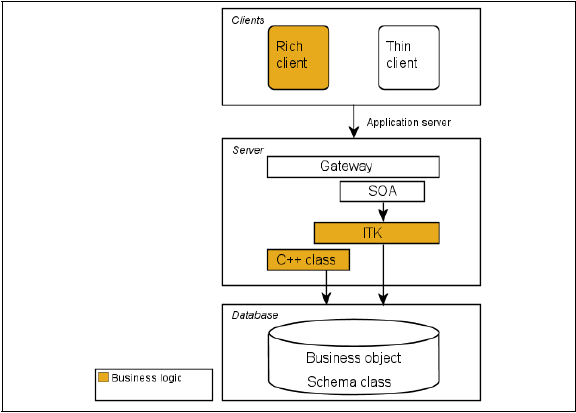 Clients
Rich
client
Thin
client
Application server
Server
Gateway
SOA
ITK
C++ class
Database
Business object
Schema class
Business logic